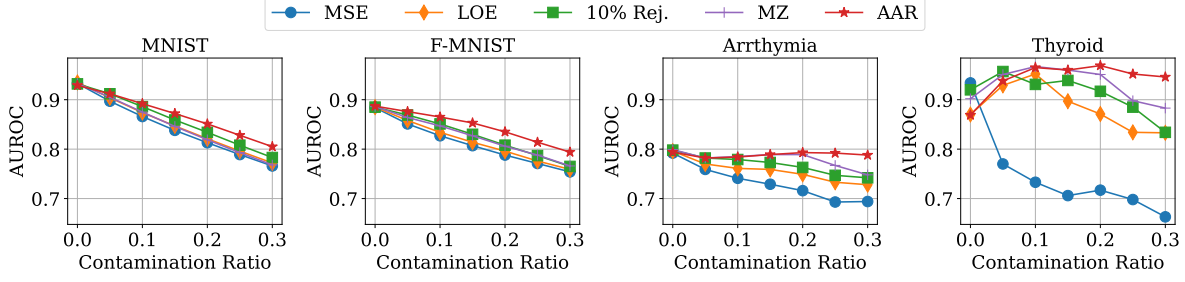 MSE LOE 10% Rej. MZ AAR
MNIST F-MNIST Arrthymia Thyroid
AUROC AUROC AUROC AUROC
0.9 0.9 0.9 0.9
0.8 0.8 0.8 0.8
0.7 0.7 0.7 0.7
0.0 0.1 0.2 0.3 0.0 0.1 0.2 0.3 0.0 0.1 0.2 0.3 0.0 0.1 0.2 0.3
Contamination Ratio Contamination Ratio Contamination Ratio Contamination Ratio